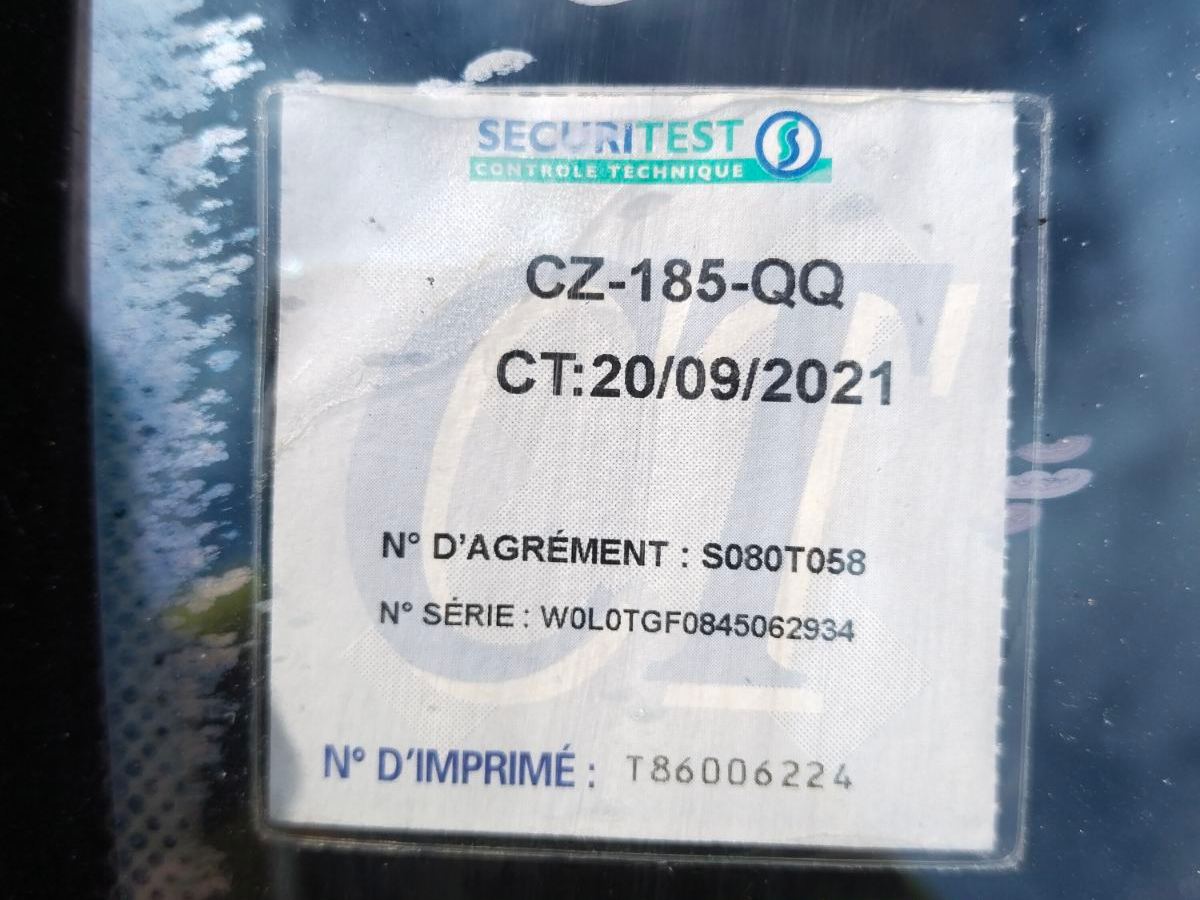 SECURITEST
CONTROLE TECHNIQUE
CZ-185-QQ
CT:20/09/2021
N° D'AGRÉMENT : S080T058
N° SÉRIE : W0L0TGF0845062934
N° D'IMPRIMÉ : T86006224